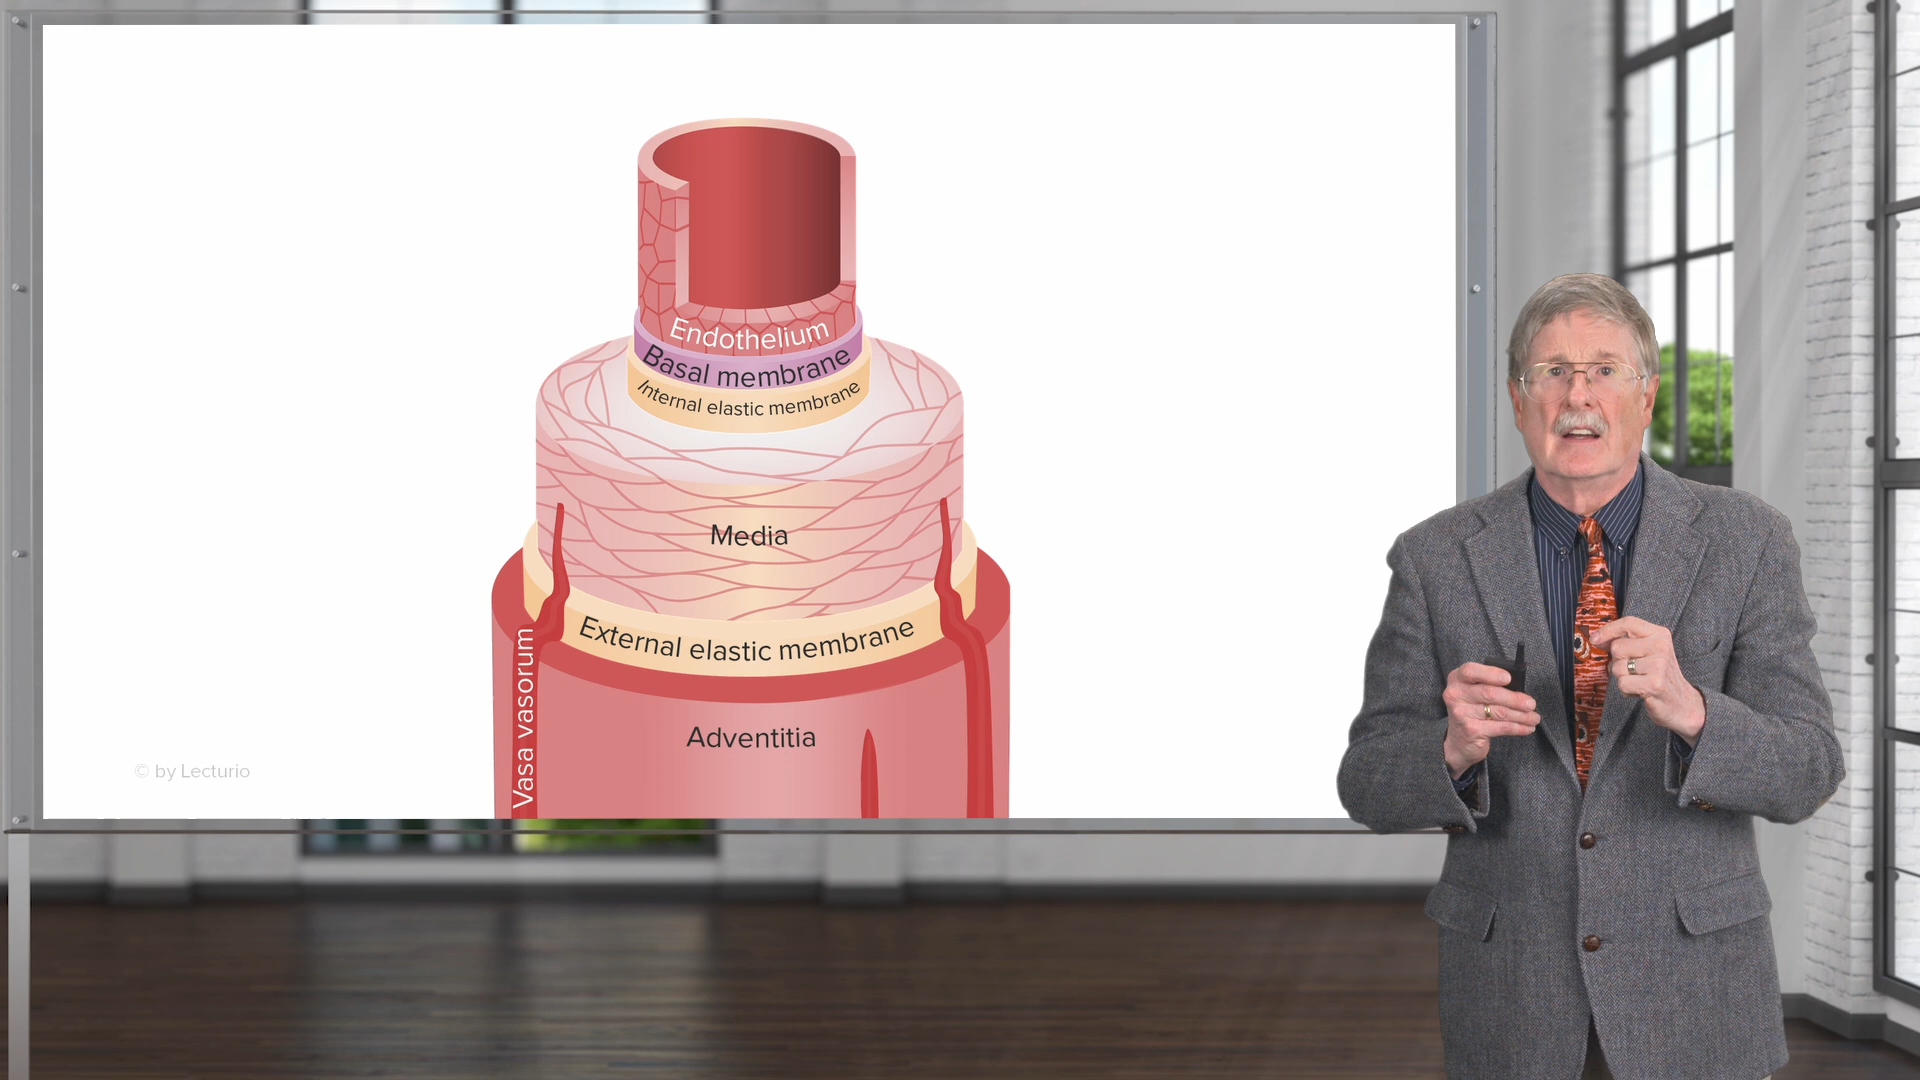 Endothelium
Basal membrane
Internal elastic membrane
Media
External elastic membrane
Vasa vasorum
Adventitia
© by Lecturio